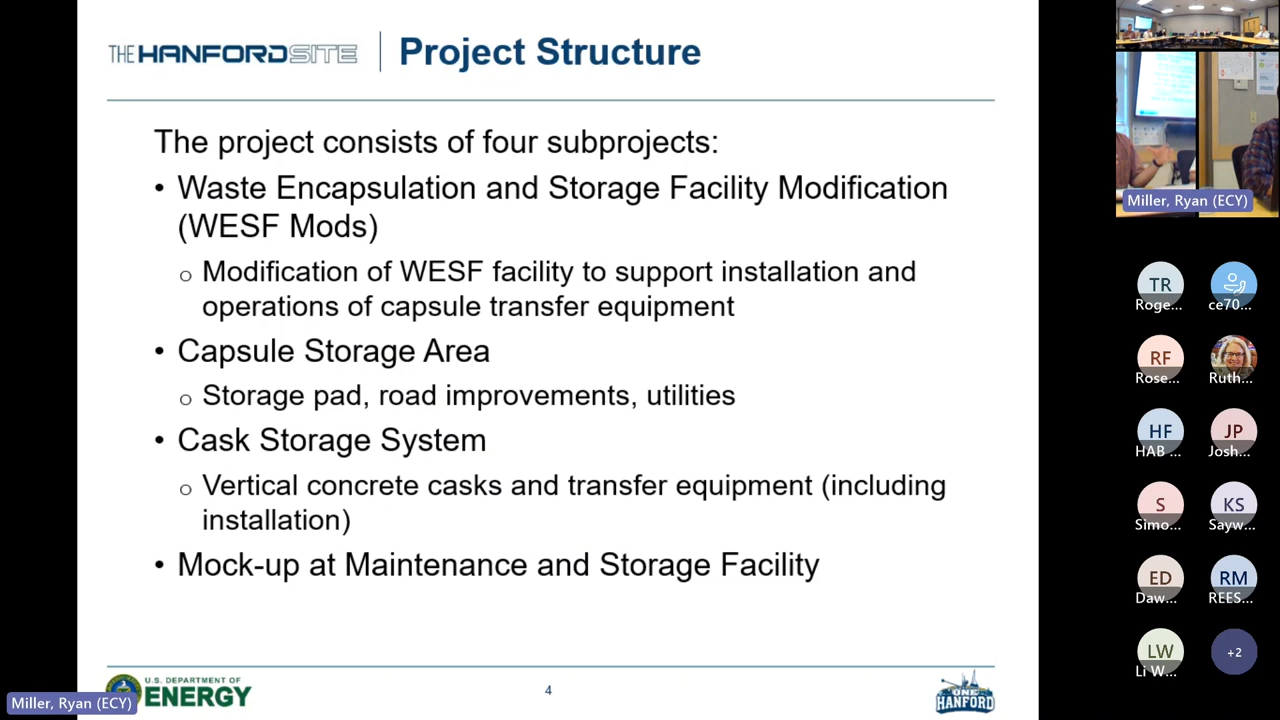 THE HANFORD SITE
Project Structure
The project consists of four subprojects:
• Waste Encapsulation and Storage Facility Modification
(WESF Mods)
o Modification of WESF facility to support installation and
operations of capsule transfer equipment
• Capsule Storage Area
o Storage pad, road improvements, utilities
• Cask Storage System
o Vertical concrete casks and transfer equipment (including
installation)
• Mock-up at Maintenance and Storage Facility
U.S. DEPARTMENT OF
ENERGY
4
ONE
HANFORD
Miller, Ryan (ECY)
Miller, Ryan (ECY)
TR
Roge...
ce70...
RF
Rose...
Ruth...
HF
HAB ...
JP
Josh...
S
Simo...
KS
Sayw...
ED
Daw...
RM
REES...
LW
Li W...
+2